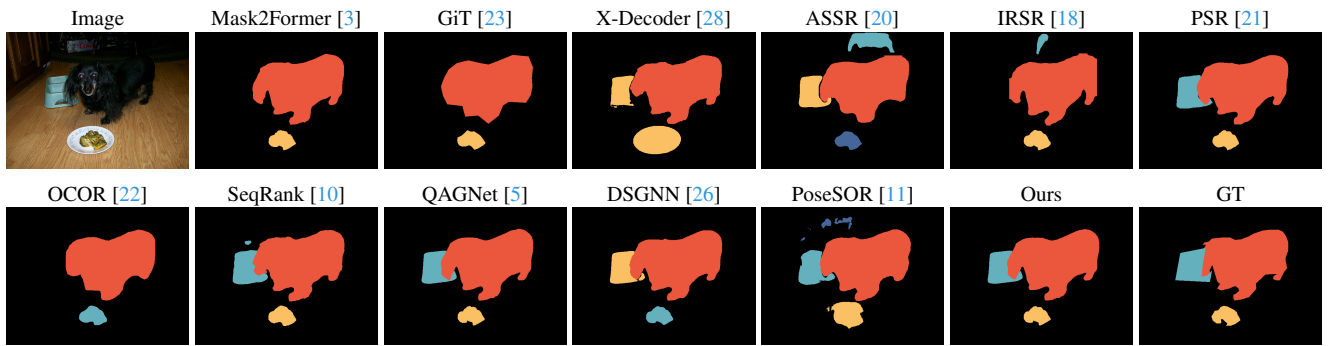 Image Mask2Former [3] GiT [23] X-Decoder [28] ASSR [20] IRSR [18] PSR [21]
OCOR [22] SeqRank [10] QAGNet [5] DSGNN [26] PoseSOR [11] Ours GT